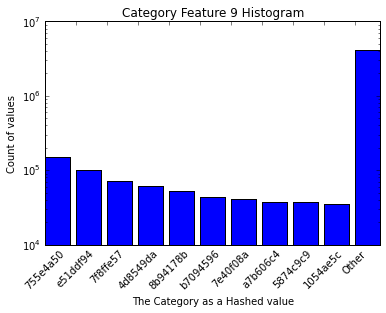 Category Feature 9 Histogram
10^7
10^6
10^5
10^4
Count of values
755e4a50
e51ddf94
7f8ffe57
4d8549da
8b94178b
b7094596
7e40f08a
a7b606c4
5874c9c9
1054ae5c
Other
The Category as a Hashed value